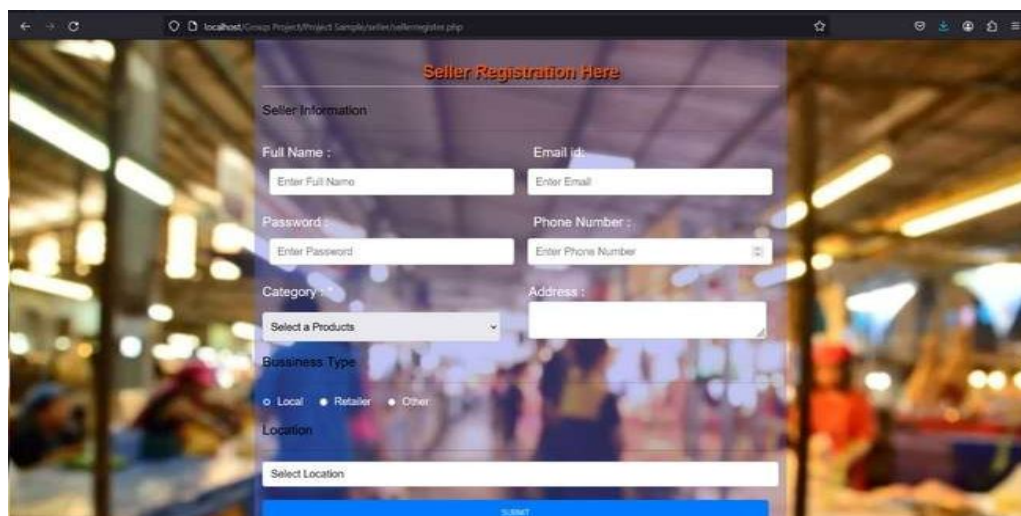 localhost/Group Project/Project Sample/seller/sellerregister.php
Seller Registration Here
Seller Information
Full Name :
Email id:
Enter Full Name
Enter Email
Password :
Phone Number :
Enter Password
Enter Phone Number
Category : *
Address :
Select a Products
Bussiness Type
Local Retailer Other
Location
Select Location
SUBMIT